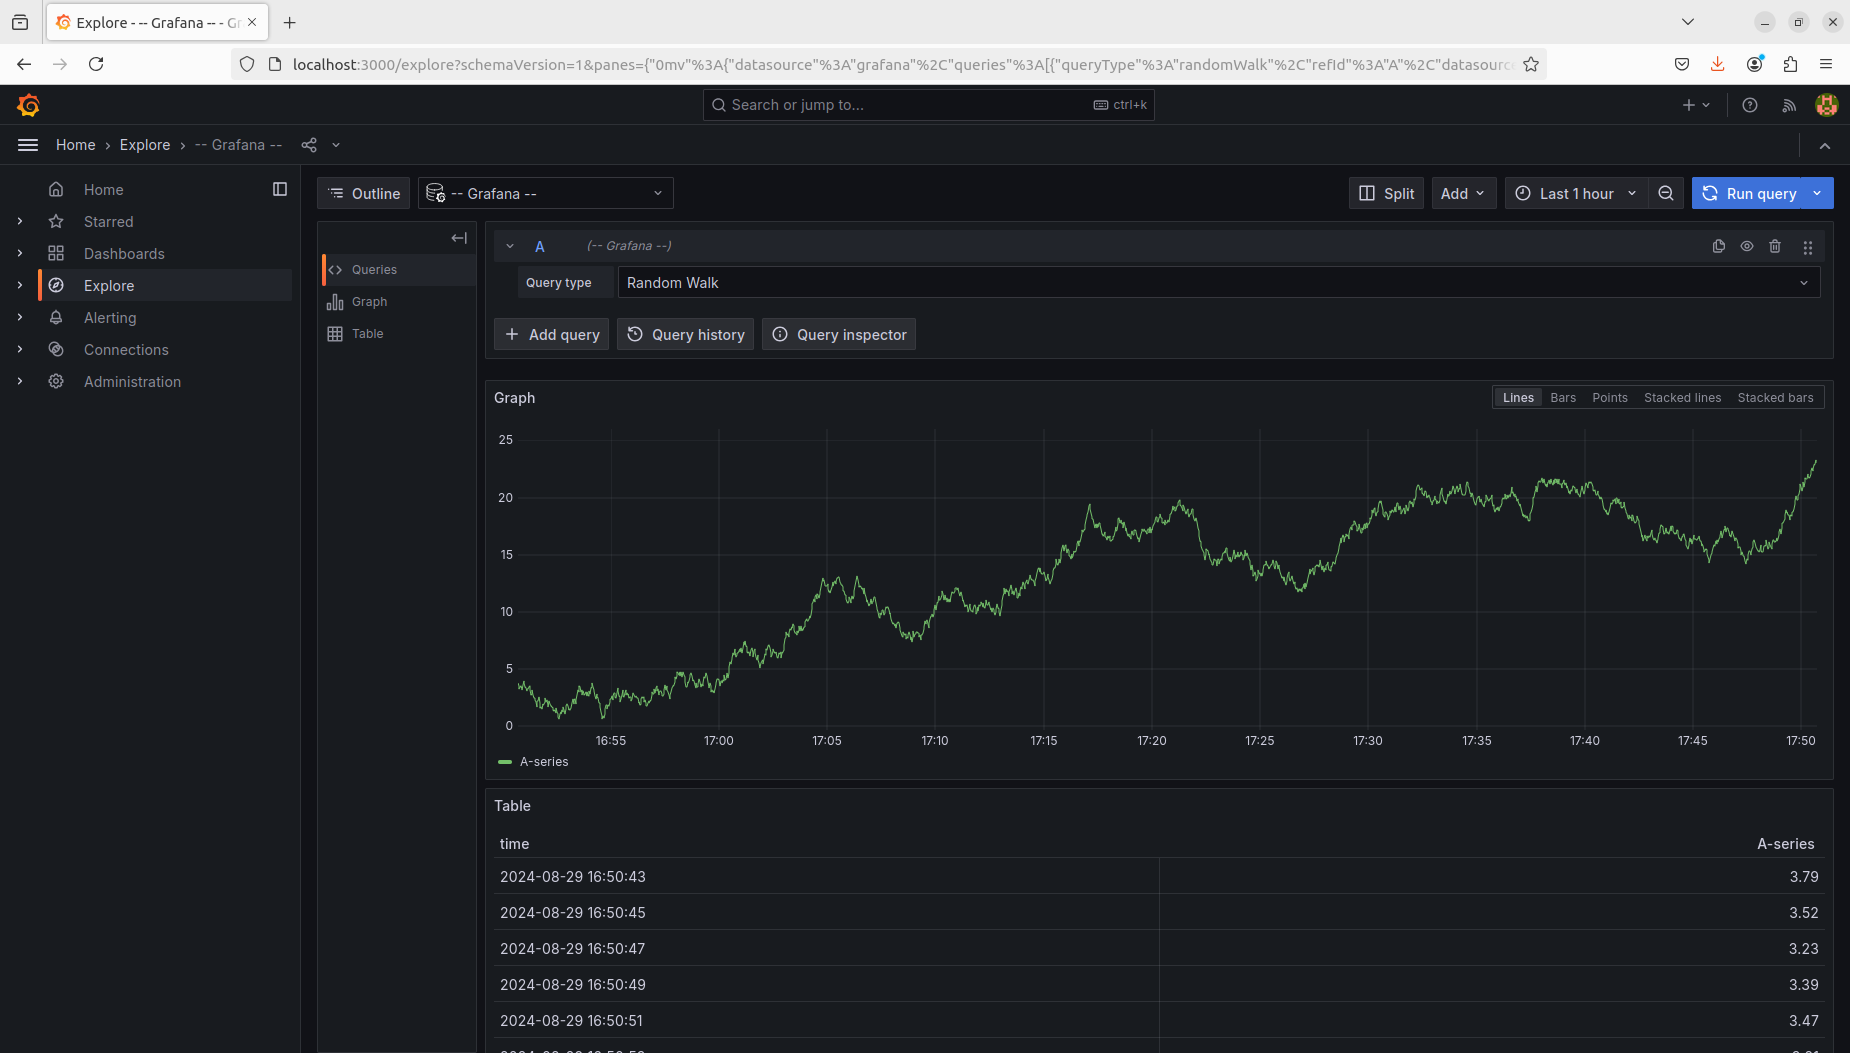 Explore - -- Grafana -- - Gr
localhost:3000/explore?schemaVersion=1&panes={"0mv"%3A{"datasource"%3A"grafana"%2C"queries"%3A[{"queryType"%3A"randomWalk"%2C"refId"%3A"A"%2C"datasourc
Search or jump to... ctrl+k
Home › Explore › -- Grafana --
Home
Starred
Dashboards
Explore
Alerting
Connections
Administration
Outline -- Grafana -- Split Add Last 1 hour Run query
Queries
Graph
Table
A (-- Grafana --)
Query type Random Walk
Add query Query history Query inspector
Graph Lines Bars Points Stacked lines Stacked bars
25
20
15
10
5
0
16:55 17:00 17:05 17:10 17:15 17:20 17:25 17:30 17:35 17:40 17:45 17:50
A-series
Table
time A-series
2024-08-29 16:50:43 3.79
2024-08-29 16:50:45 3.52
2024-08-29 16:50:47 3.23
2024-08-29 16:50:49 3.39
2024-08-29 16:50:51 3.47